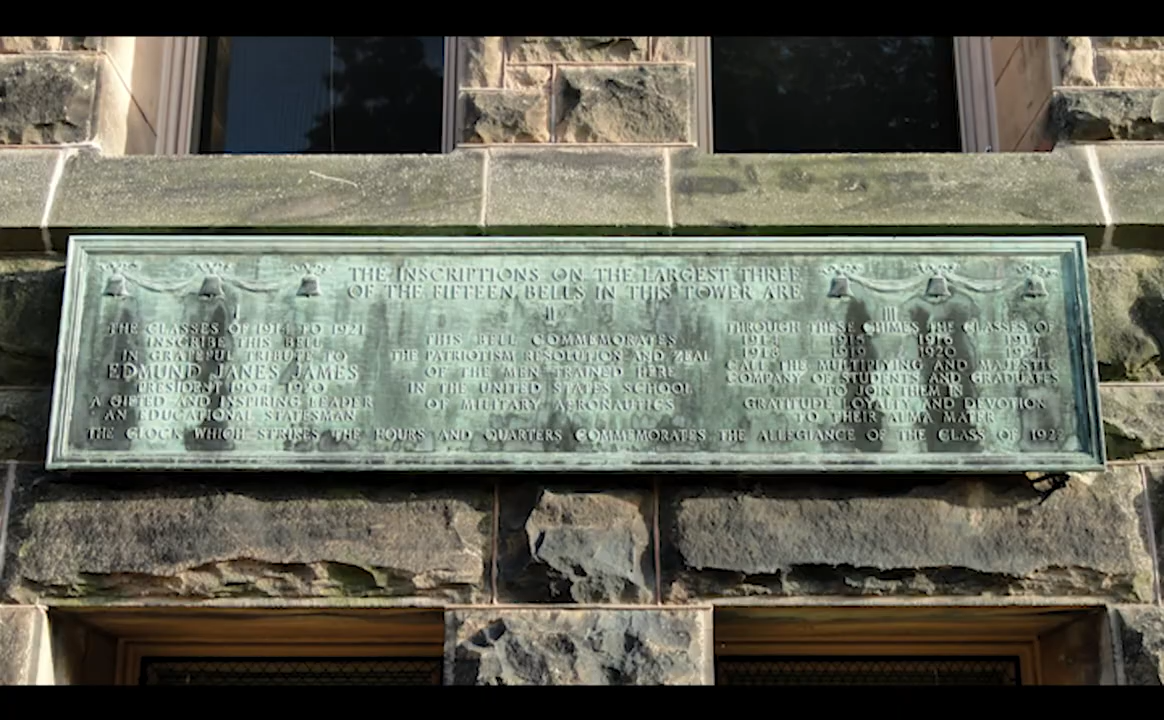 THE INSCRIPTIONS ON THE LARGEST THREE
OF THE FIFTEEN BELLS IN THIS TOWER ARE
I
THE CLASSES OF 1914 TO 1921
INSCRIBE THIS BELL
IN GRATEFUL TRIBUTE TO
EDMUND JANES JAMES
PRESIDENT 1904 1920
A GIFTED AND INSPIRING LEADER
AN EDUCATIONAL STATESMAN
II
THIS BELL COMMEMORATES
THE PATRIOTISM RESOLUTION AND ZEAL
OF THE MEN TRAINED HERE
IN THE UNITED STATES SCHOOL
OF MILITARY AERONAUTICS
III
THROUGH THESE CHIMES THE CLASSES OF
1914 1915 1916 1917
1918 1919 1920 1921
CALL THE MULTIPLYING AND MAJESTIC
COMPANY OF STUDENTS AND GRADUATES
TO JOIN THEM IN
GRATITUDE LOYALTY AND DEVOTION
TO THEIR ALMA MATER
THE CLOCK WHICH STRIKES THE HOURS AND QUARTERS COMMEMORATES THE ALLEGIANCE OF THE CLASS OF